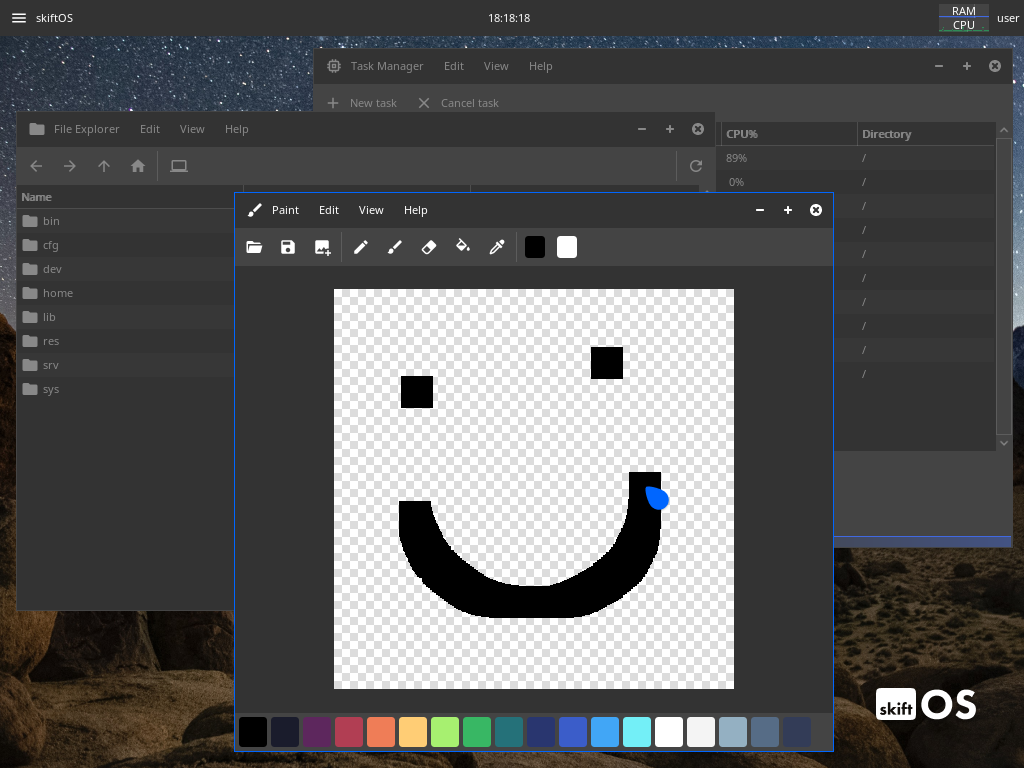 skiftOS
18:18:18
RAM
CPU
user
Task Manager Edit View Help
New task Cancel task
CPU% Directory
89% /
0% /
/
/
/
/
/
/
/
/
File Explorer Edit View Help
Name
bin
cfg
dev
home
lib
res
srv
sys
Paint Edit View Help
skift OS